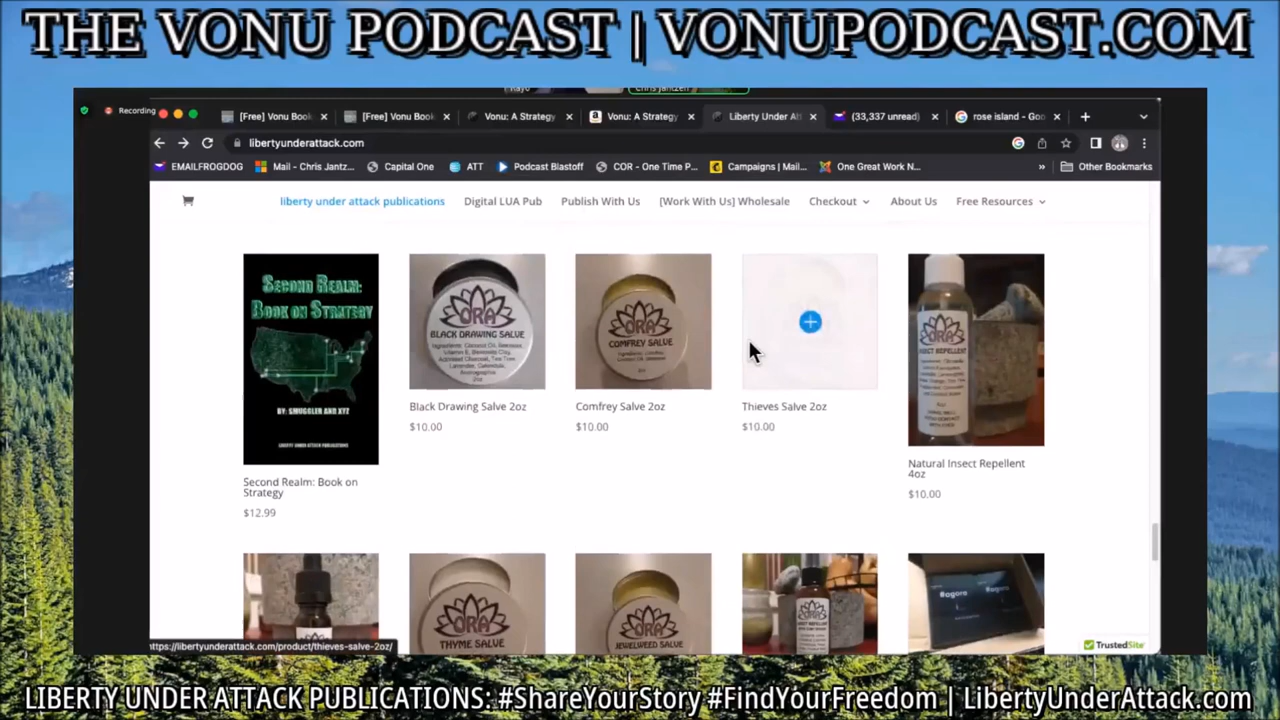 THE VONU PODCAST | VONUPODCAST.COM
Chris Jantzen
Recording
[Free] Vonu Book
[Free] Vonu Book
Vonu: A Strategy
Vonu: A Strategy
Liberty Under At
(33,337 unread)
rose island - Goo
libertyunderattack.com
EMAILFROGDOG
Mail - Chris Jantz...
Capital One
ATT
Podcast Blastoff
COR - One Time P...
Campaigns | Mail...
One Great Work N...
»
Other Bookmarks
liberty under attack publications
Digital LUA Pub
Publish With Us
[Work With Us] Wholesale
Checkout
About Us
Free Resources
SECOND REALM:
BOOK ON STRATEGY
BY: SMUGGLER AND XYZ
LIBERTY UNDER ATTACK PUBLICATIONS
Second Realm: Book on
Strategy
$12.99
ORA
BLACK DRAWING SALVE
2oz
Black Drawing Salve 2oz
$10.00
ORA
COMFREY SALVE
Comfrey Salve 2oz
$10.00
Thieves Salve 2oz
$10.00
ORA
INSECT REPELLENT
Natural Insect Repellent
4oz
$10.00
ORA
THYME SALVE
ORA
JEWELWEED SALVE
#agora
#agora
https://libertyunderattack.com/product/thieves-salve-2oz/
TrustedSite
LIBERTY UNDER ATTACK PUBLICATIONS: #ShareYourStory #FindYourFreedom | LibertyUnderAttack.com